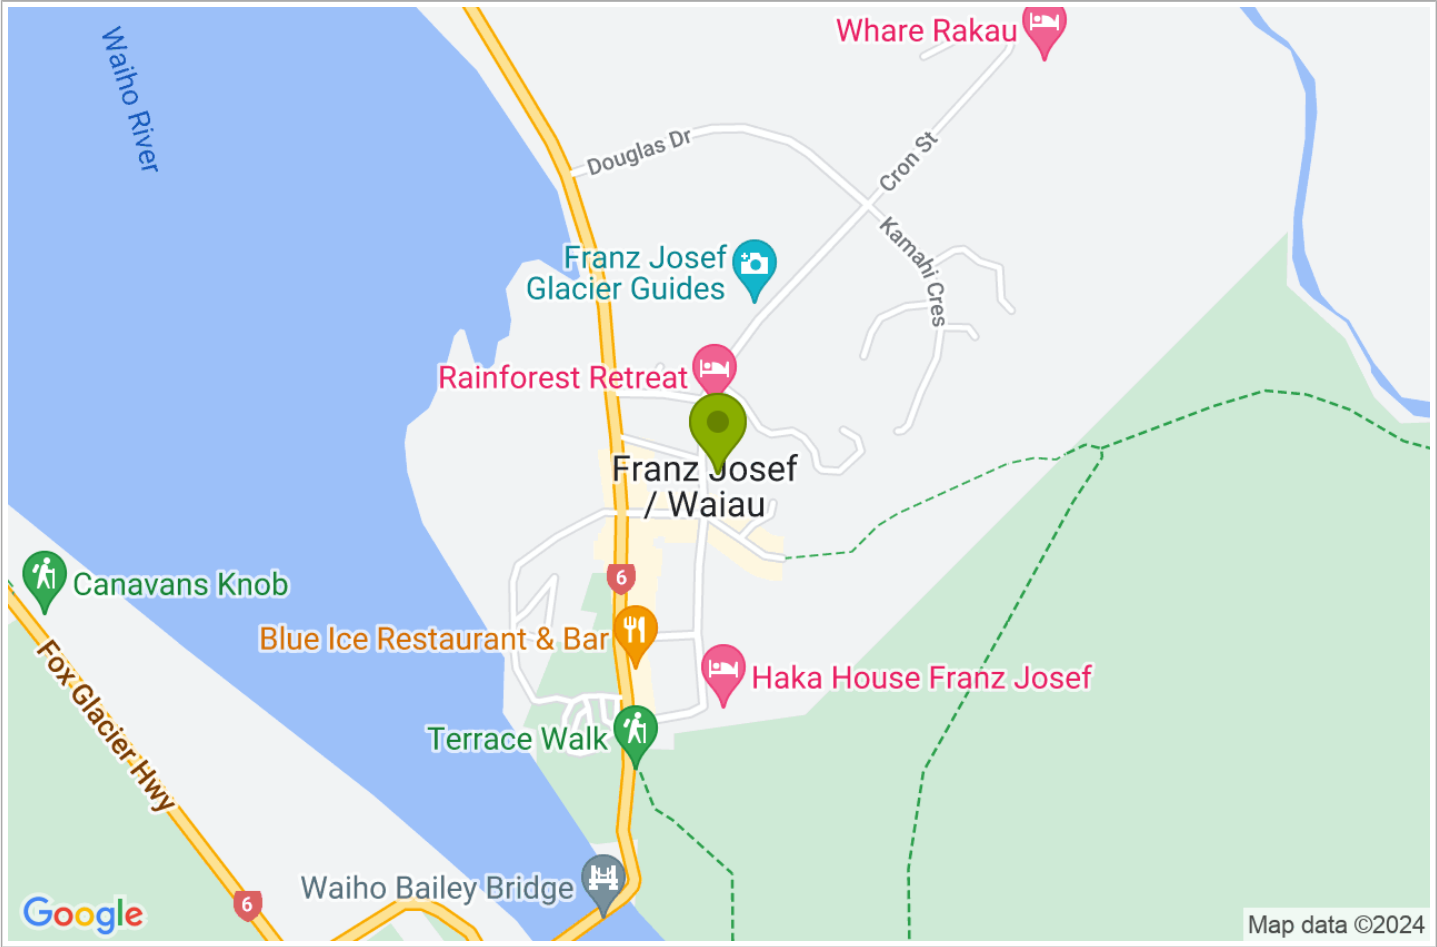 Whare Rakau
Waiho River
Douglas Dr
Cron St
Kamahi Cres
Franz Josef
Glacier Guides
Rainforest Retreat
Franz Josef
/ Waiau
6
Canavans Knob
Blue Ice Restaurant & Bar
Haka House Franz Josef
Fox Glacier Hwy
Terrace Walk
Waiho Bailey Bridge
6
Google
Map data ©2024